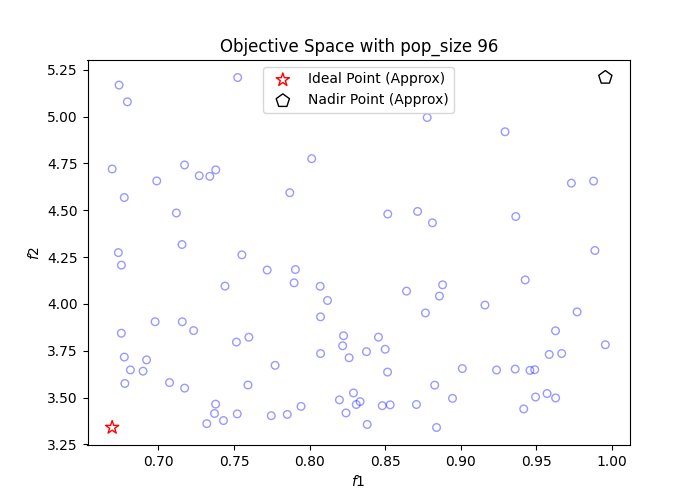 Objective Space with pop_size 96
Ideal Point (Approx)
Nadir Point (Approx)
5.25
5.00
4.75
4.50
4.25
4.00
3.75
3.50
3.25
f2
0.70 0.75 0.80 0.85 0.90 0.95 1.00
f1